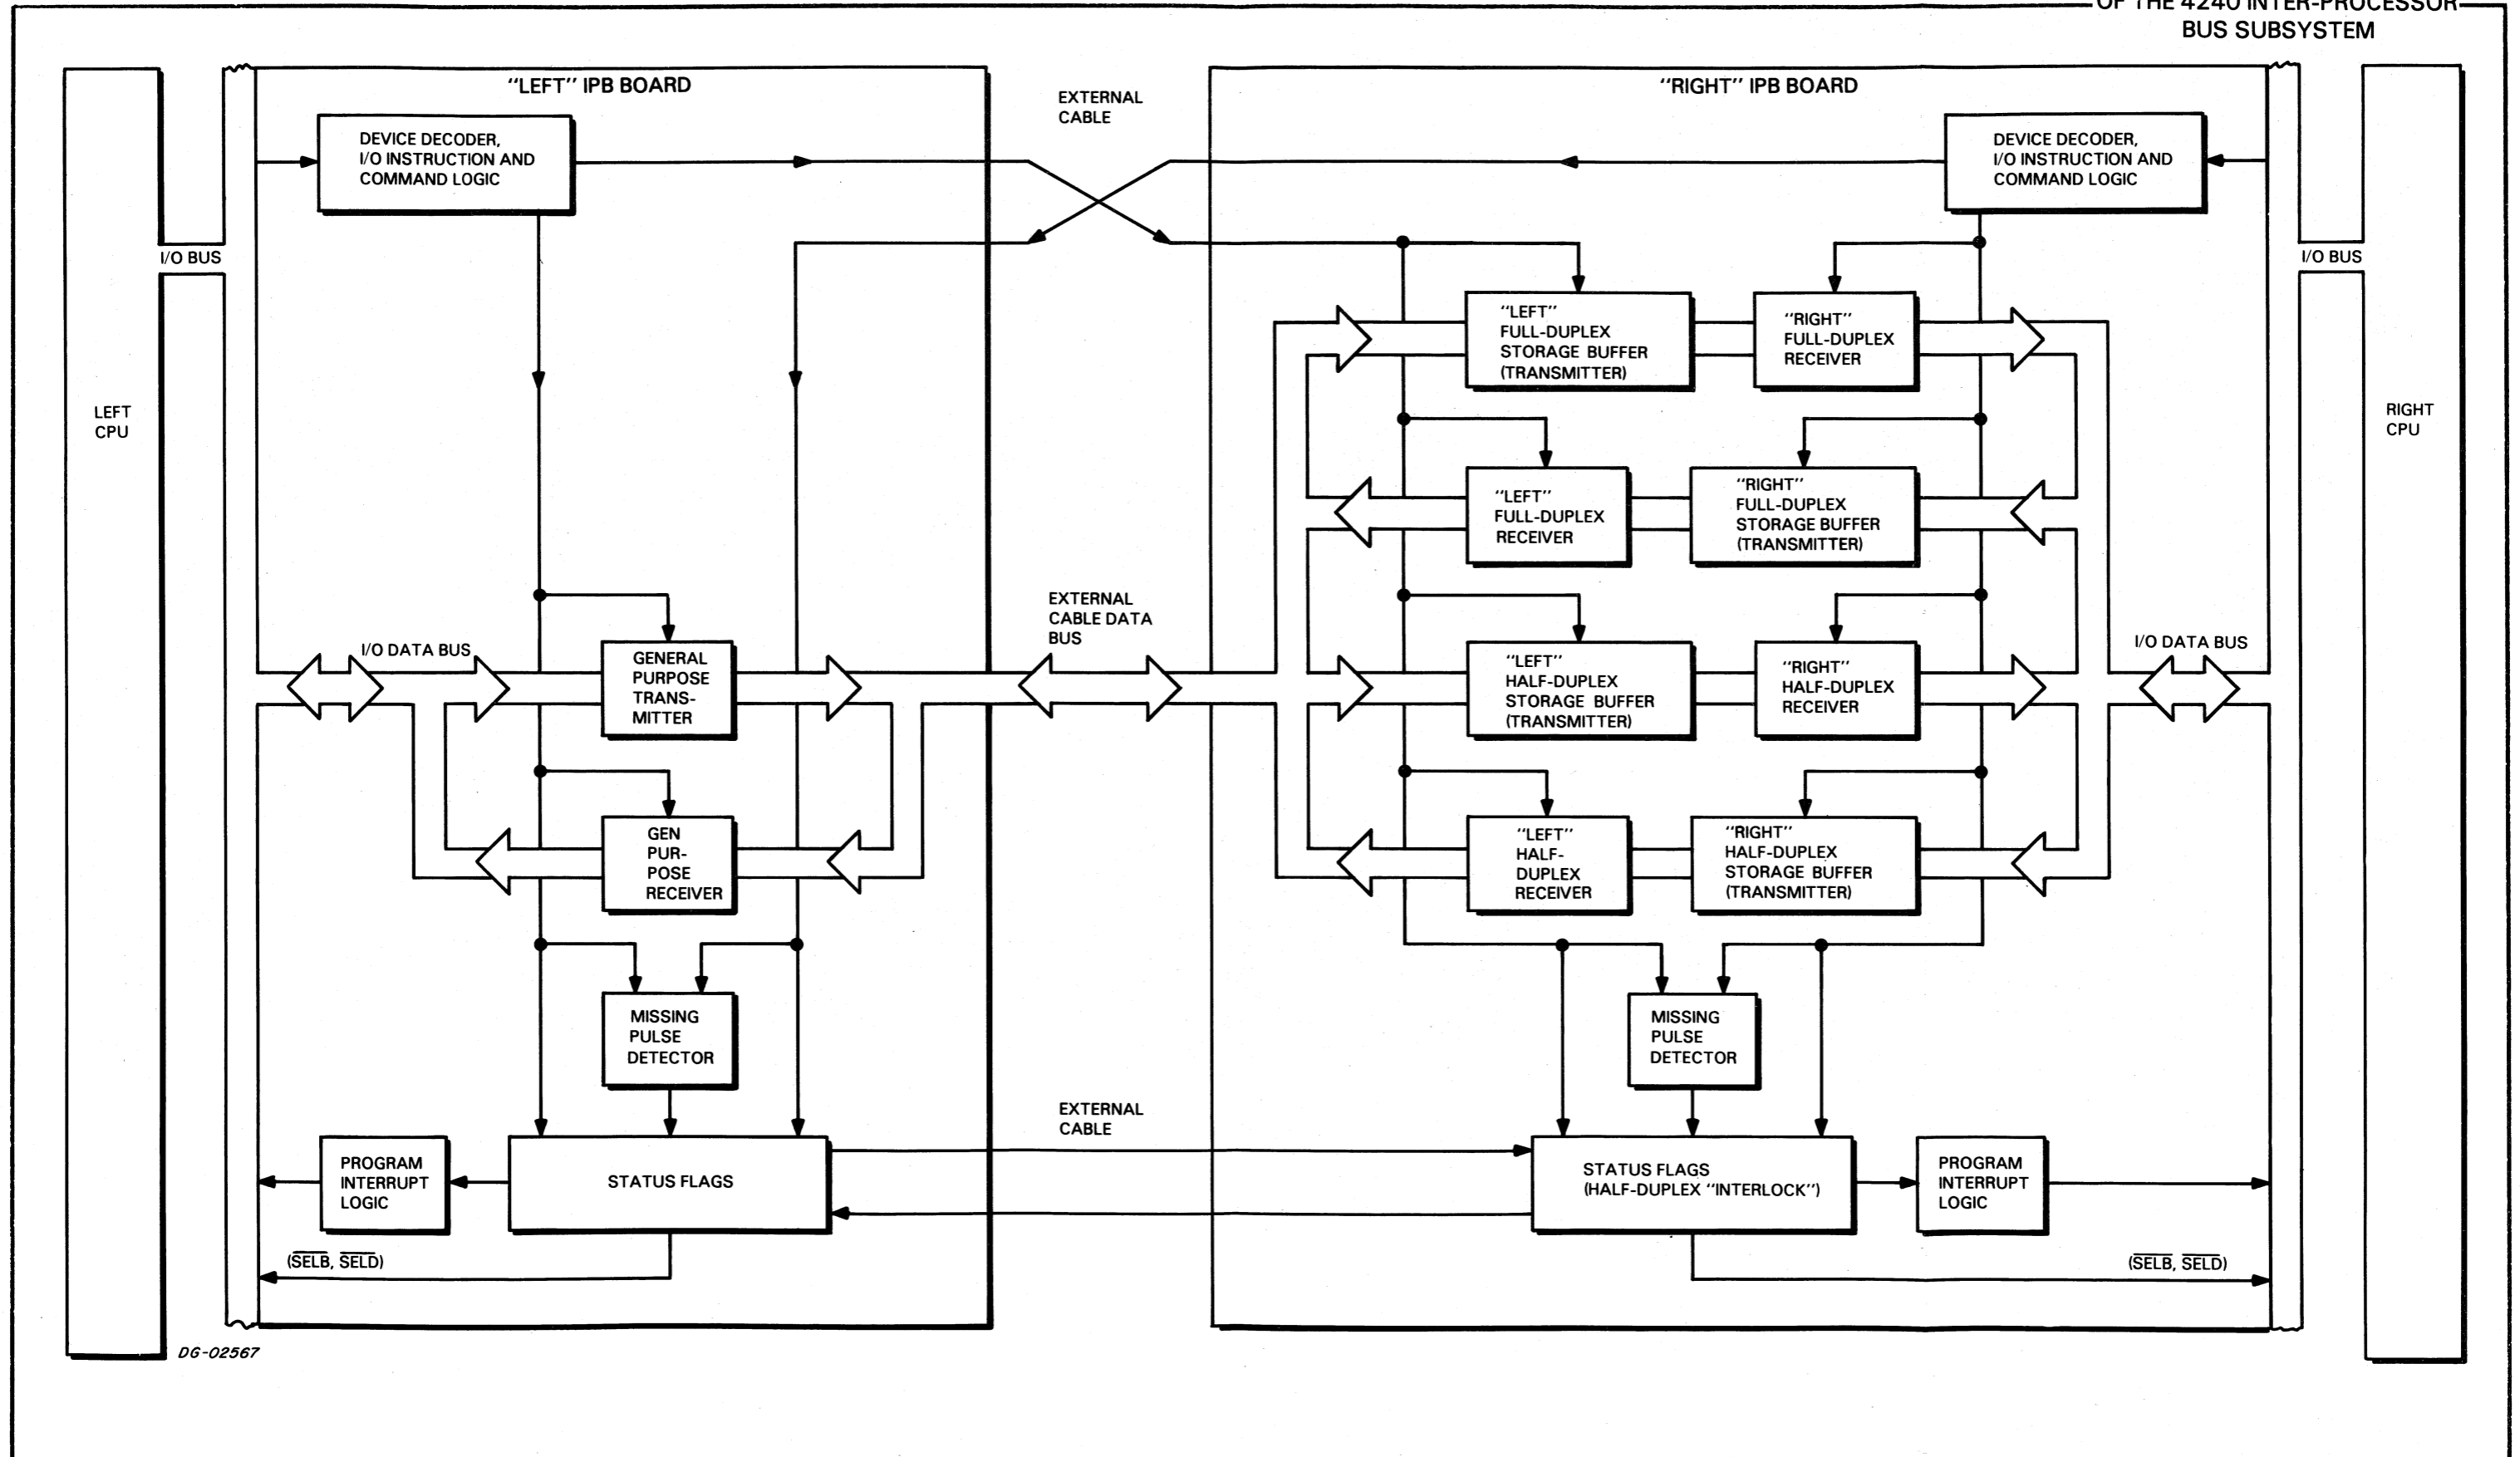 OF THE 4240 INTER-PROCESSOR
BUS SUBSYSTEM
"LEFT" IPB BOARD
EXTERNAL
CABLE
"RIGHT" IPB BOARD
DEVICE DECODER,
I/O INSTRUCTION AND
COMMAND LOGIC
DEVICE DECODER,
I/O INSTRUCTION AND
COMMAND LOGIC
I/O BUS
I/O BUS
LEFT
CPU
RIGHT
CPU
"LEFT"
FULL-DUPLEX
STORAGE BUFFER
(TRANSMITTER)
"RIGHT"
FULL-DUPLEX
RECEIVER
"LEFT"
FULL-DUPLEX
RECEIVER
"RIGHT"
FULL-DUPLEX
STORAGE BUFFER
(TRANSMITTER)
I/O DATA BUS
GENERAL
PURPOSE
TRANS-
MITTER
EXTERNAL
CABLE DATA
BUS
"LEFT"
HALF-DUPLEX
STORAGE BUFFER
(TRANSMITTER)
"RIGHT"
HALF-DUPLEX
RECEIVER
I/O DATA BUS
GEN
PUR-
POSE
RECEIVER
"LEFT"
HALF-
DUPLEX
RECEIVER
"RIGHT"
HALF-DUPLEX
STORAGE BUFFER
(TRANSMITTER)
MISSING
PULSE
DETECTOR
MISSING
PULSE
DETECTOR
EXTERNAL
CABLE
PROGRAM
INTERRUPT
LOGIC
STATUS FLAGS
STATUS FLAGS
(HALF-DUPLEX "INTERLOCK")
PROGRAM
INTERRUPT
LOGIC
(S̅E̅L̅B̅, S̅E̅L̅D̅)
(S̅E̅L̅B̅, S̅E̅L̅D̅)
DG-02567